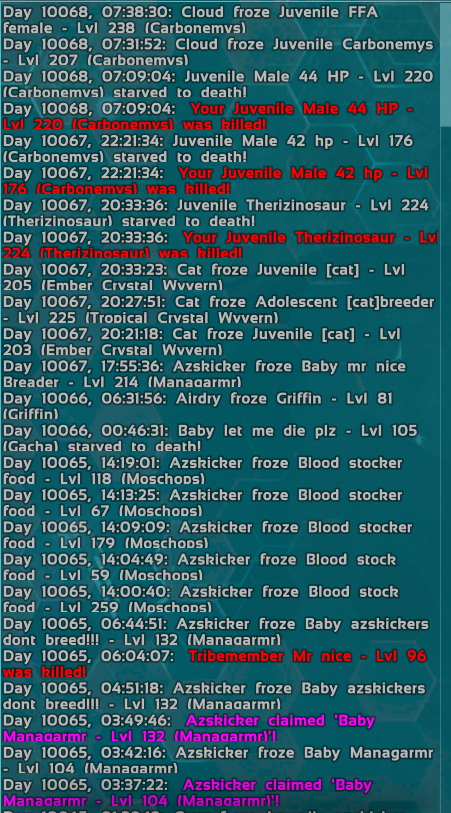 Day 10068, 07:38:30: Cloud froze Juvenile FFA
female - Lvl 238 (Carbonemys)
Day 10068, 07:31:52: Cloud froze Juvenile Carbonemys
- Lvl 207 (Carbonemys)
Day 10068, 07:09:04: Juvenile Male 44 HP - Lvl 220
(Carbonemys) starved to death!
Day 10068, 07:09:04: Your Juvenile Male 44 HP -
Lvl 220 (Carbonemys) was killed!
Day 10067, 22:21:34: Juvenile Male 42 hp - Lvl 176
(Carbonemys) starved to death!
Day 10067, 22:21:34: Your Juvenile Male 42 hp - Lvl
176 (Carbonemys) was killed!
Day 10067, 20:33:36: Juvenile Therizinosaur - Lvl 224
(Therizinosaur) starved to death!
Day 10067, 20:33:36: Your Juvenile Therizinosaur - Lvl
224 (Therizinosaur) was killed!
Day 10067, 20:33:23: Cat froze Juvenile [cat] - Lvl
205 (Ember Crystal Wyvern)
Day 10067, 20:27:51: Cat froze Adolescent [cat]breeder
- Lvl 225 (Tropical Crystal Wyvern)
Day 10067, 20:21:18: Cat froze Juvenile [cat] - Lvl
203 (Ember Crystal Wyvern)
Day 10067, 17:55:36: Azskicker froze Baby mr nice
Breader - Lvl 214 (Managarmr)
Day 10066, 06:31:56: Airdry froze Griffin - Lvl 81
(Griffin)
Day 10066, 00:46:31: Baby let me die plz - Lvl 105
(Gacha) starved to death!
Day 10065, 14:19:01: Azskicker froze Blood stocker
food - Lvl 118 (Moschops)
Day 10065, 14:13:25: Azskicker froze Blood stocker
food - Lvl 67 (Moschops)
Day 10065, 14:09:09: Azskicker froze Blood stocker
food - Lvl 179 (Moschops)
Day 10065, 14:04:49: Azskicker froze Blood stock
food - Lvl 59 (Moschops)
Day 10065, 14:00:40: Azskicker froze Blood stock
food - Lvl 259 (Moschops)
Day 10065, 06:44:51: Azskicker froze Baby azskickers
dont breed!!! - Lvl 132 (Managarmr)
Day 10065, 06:04:07: Tribemember Mr nice - Lvl 96
was killed!
Day 10065, 04:51:18: Azskicker froze Baby azskickers
dont breed!!! - Lvl 132 (Managarmr)
Day 10065, 03:49:46: Azskicker claimed 'Baby
Managarmr - Lvl 132 (Managarmr)'!
Day 10065, 03:42:16: Azskicker froze Baby Managarmr
- Lvl 104 (Managarmr)
Day 10065, 03:37:22: Azskicker claimed 'Baby
Managarmr - Lvl 104 (Managarmr)'!